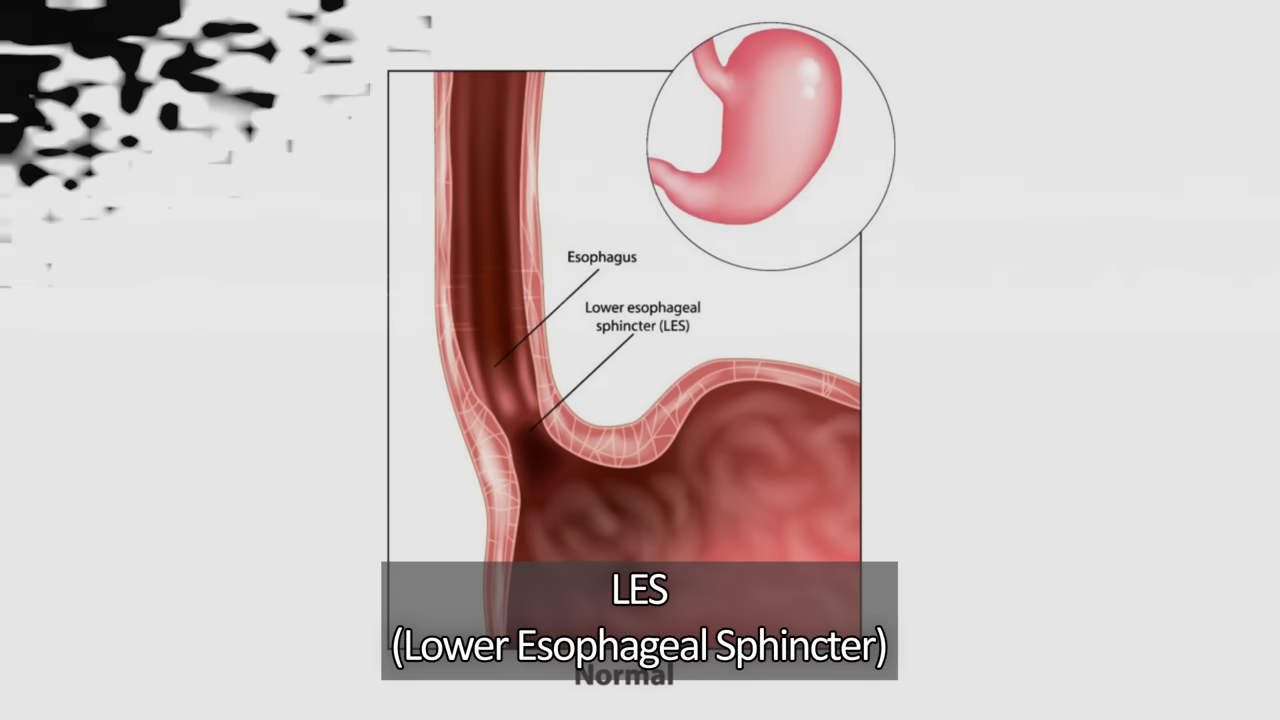 Esophagus
Lower esophageal
sphincter (LES)
LES
(Lower Esophageal Sphincter)
Normal